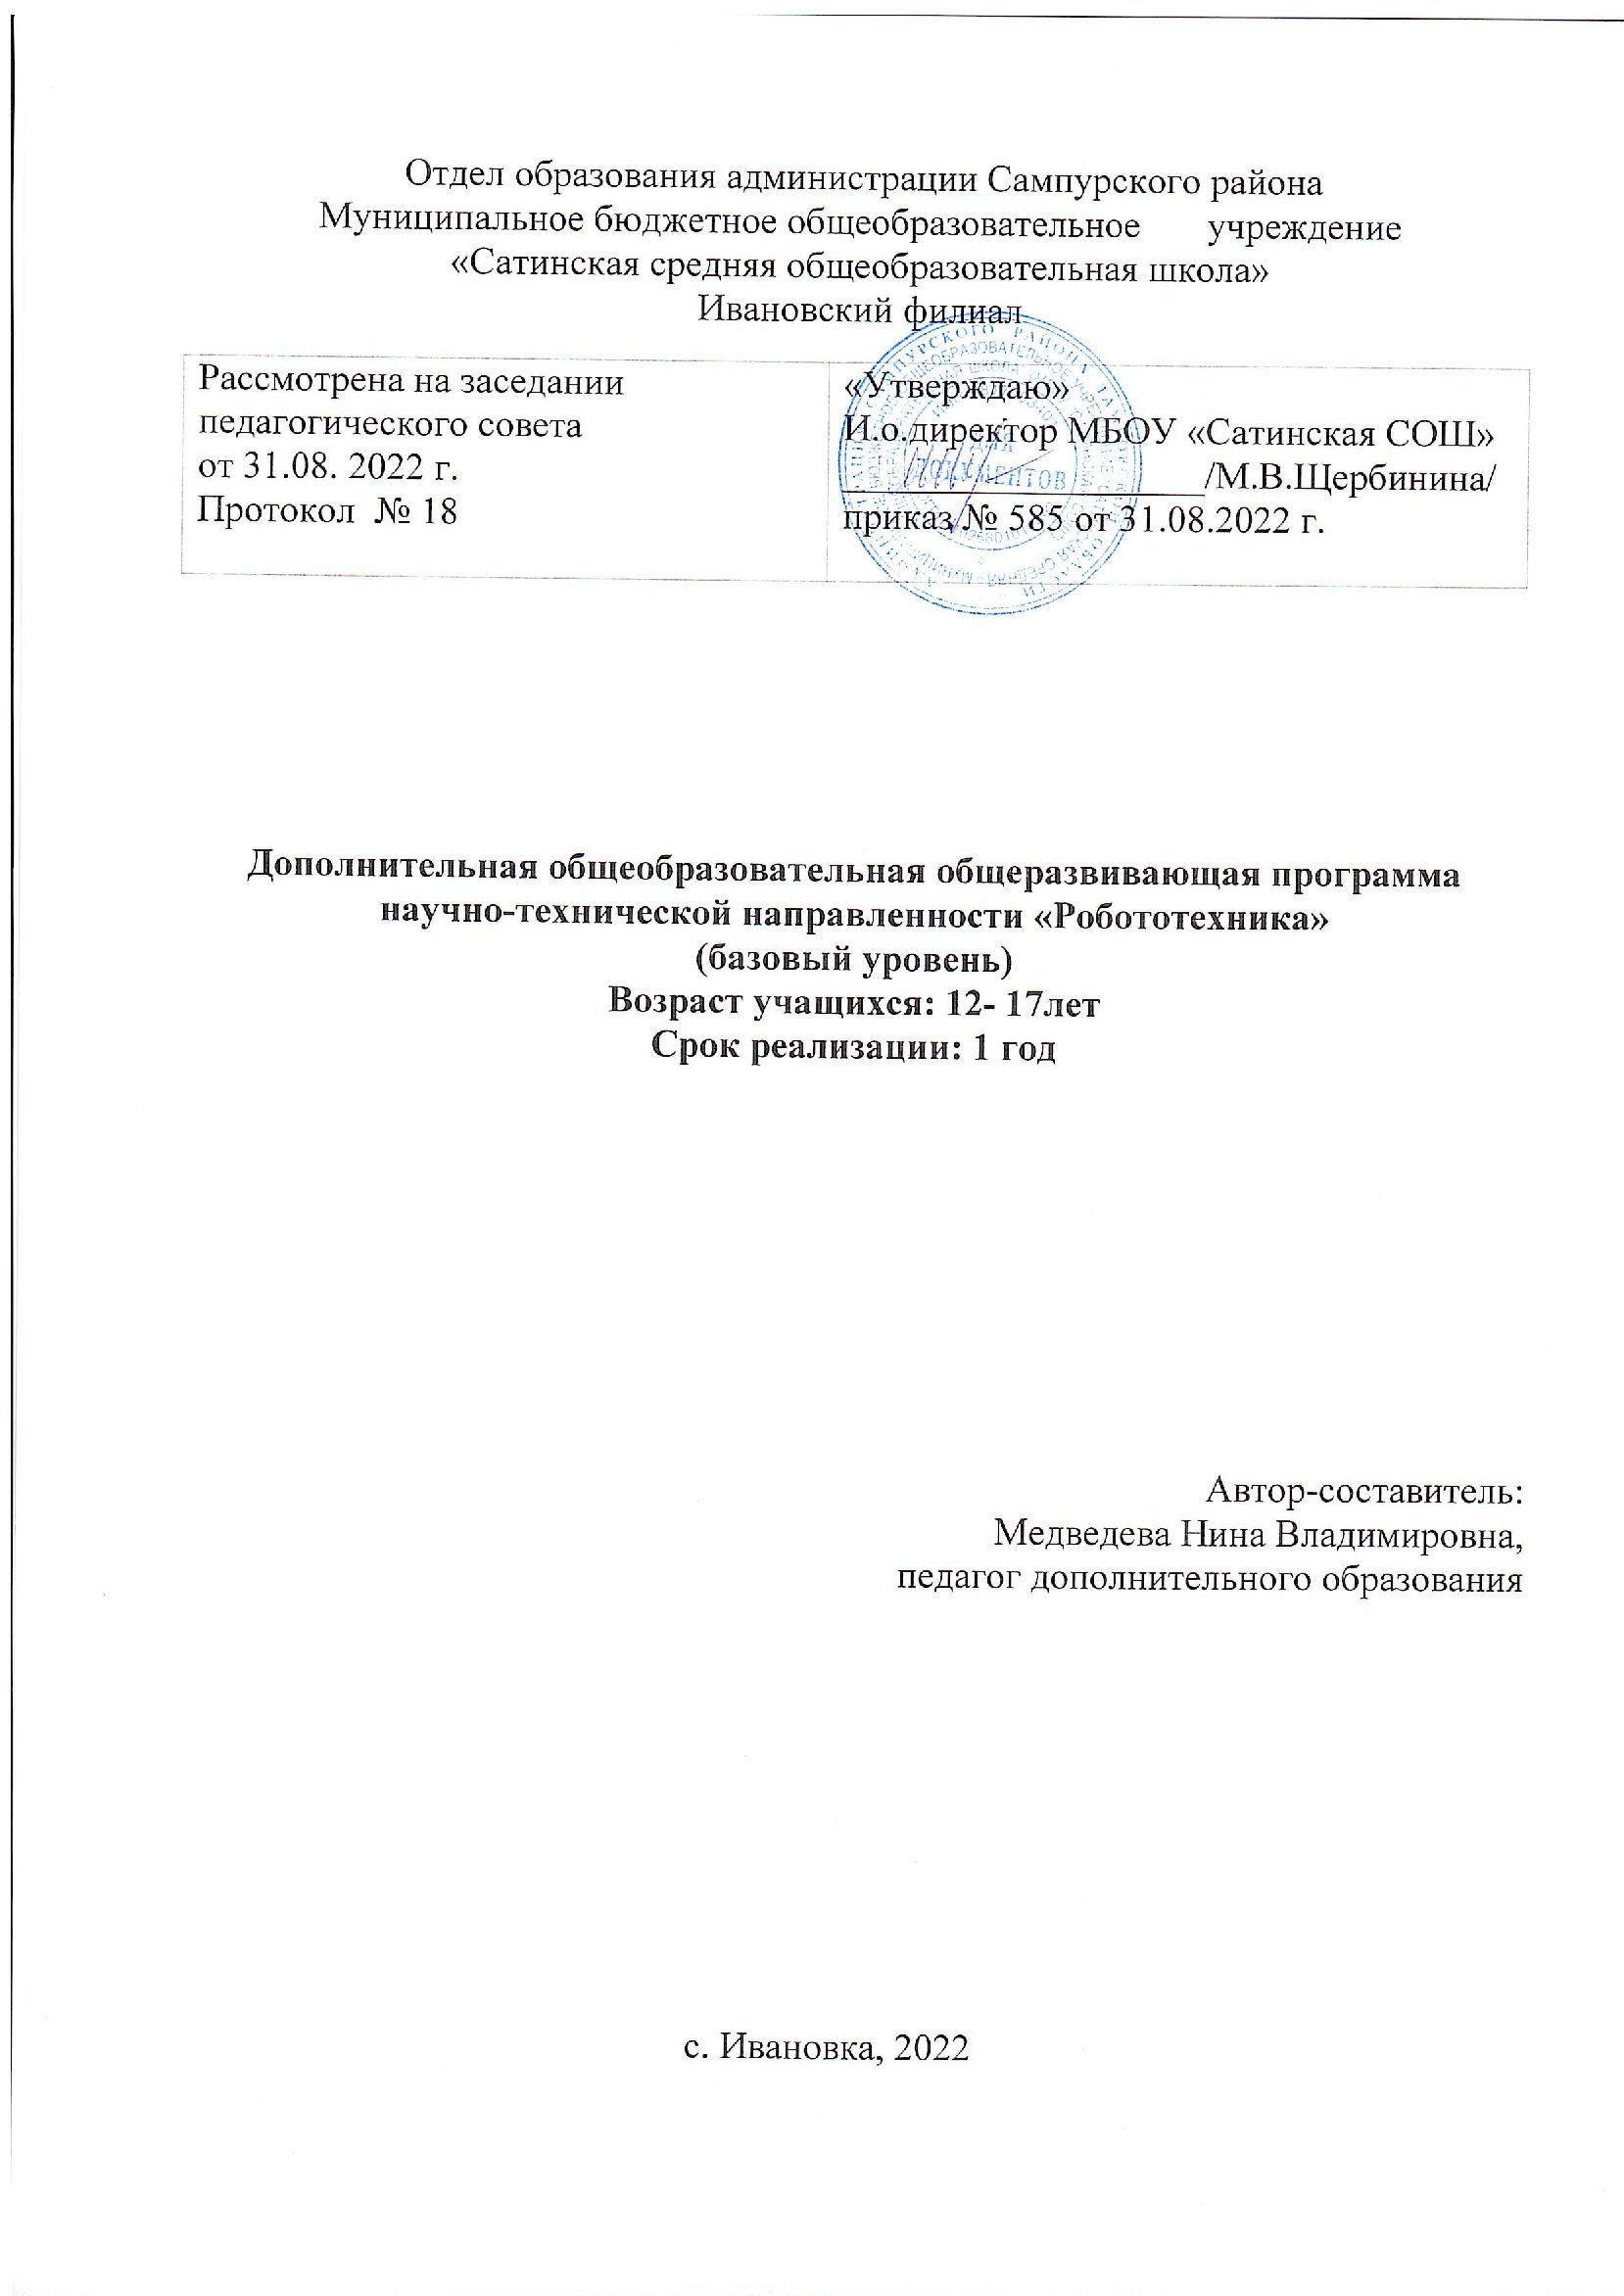 Отдел образования администрации Сампурского района
Муниципальное бюджетное общеобразовательное учреждение
«Сатинская средняя общеобразовательная школа»
Ивановский филиал
Рассмотрена на заседании
педагогического совета
от 31.08. 2022 г.
Протокол № 18
«Утверждаю»
И.о.директор МБОУ «Сатинская СОШ»
/М.В.Щербинина/
приказ № 585 от 31.08.2022 г.
ДЛЯ
ДОКУМЕНТОВ
Дополнительная общеобразовательная общеразвивающая программа
научно-технической направленности «Робототехника»
(базовый уровень)
Возраст учащихся: 12- 17лет
Срок реализации: 1 год
Автор-составитель:
Медведева Нина Владимировна,
педагог дополнительного образования
с. Ивановка, 2022